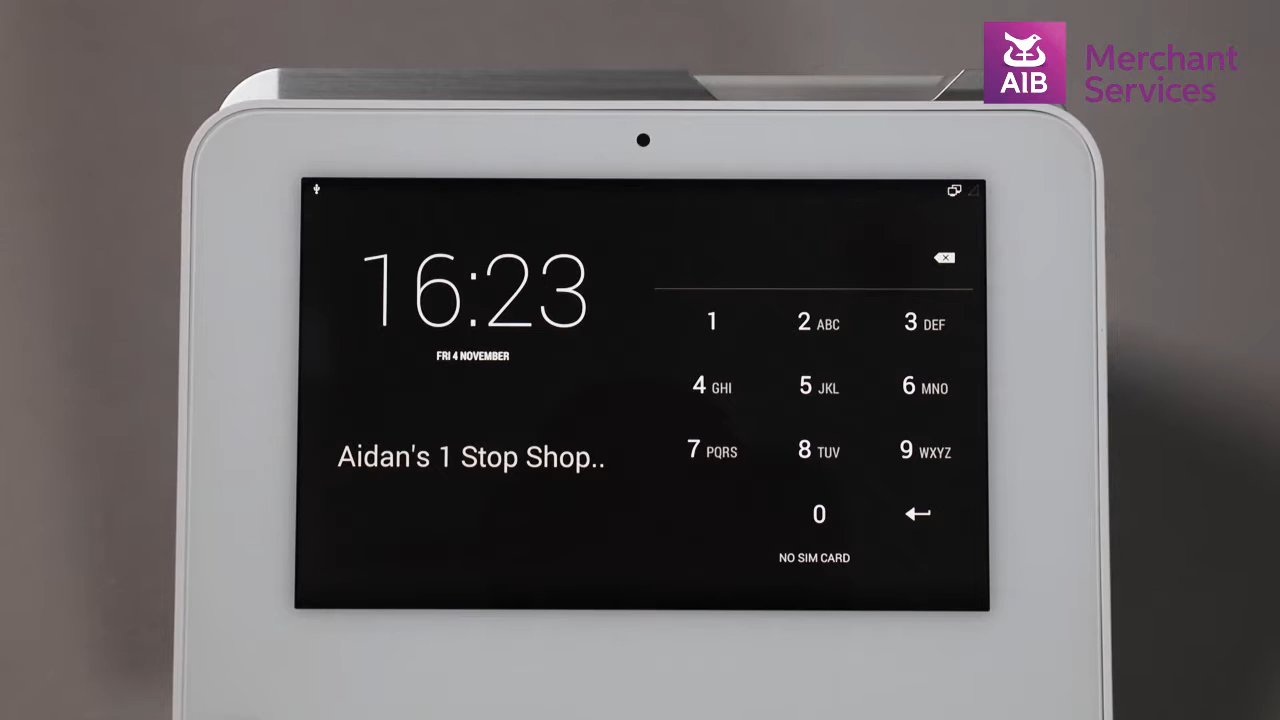 AIB
Merchant
Services
16:23
FRI 4 NOVEMBER
Aidan's 1 Stop Shop..
1
2 ABC
3 DEF
4 GHI
5 JKL
6 MNO
7 PQRS
8 TUV
9 WXYZ
0
NO SIM CARD